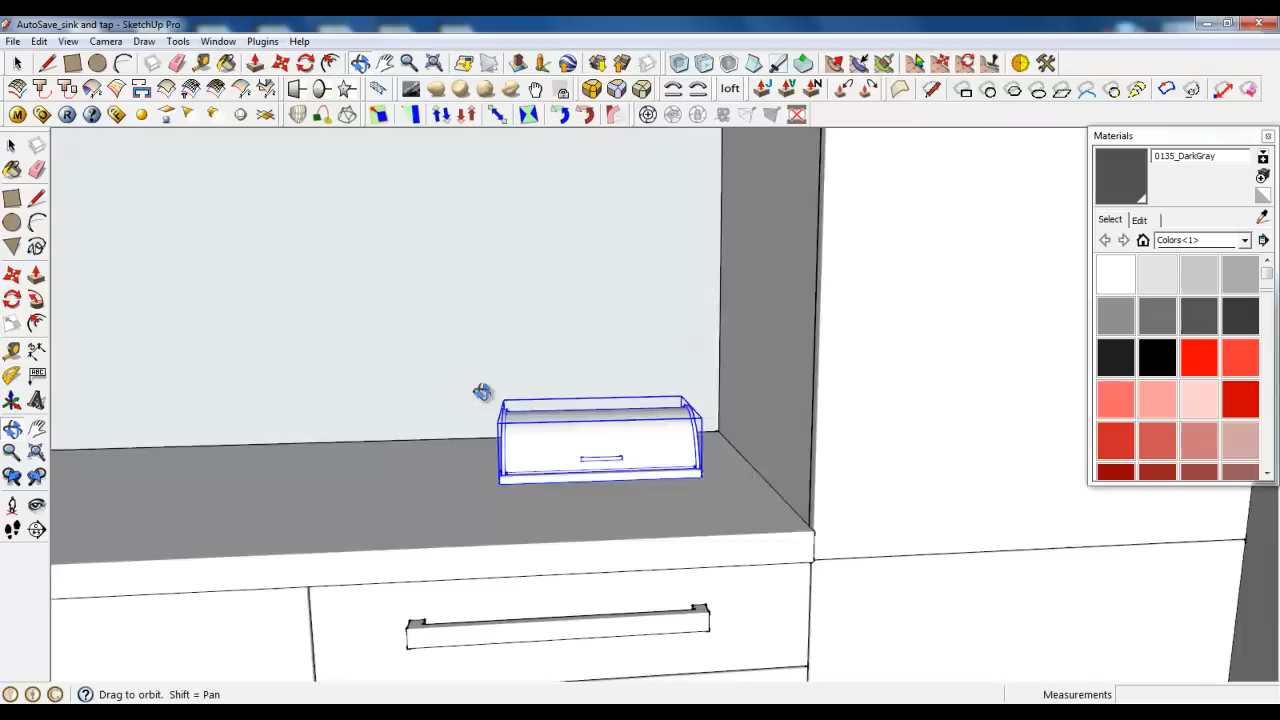 AutoSave_sink and tap - SketchUp Pro
File Edit View Camera Draw Tools Window Plugins Help
loft
M R ?
Materials
0135_DarkGray
Select Edit
Colors<1>
ABC
Drag to orbit. Shift = Pan
Measurements